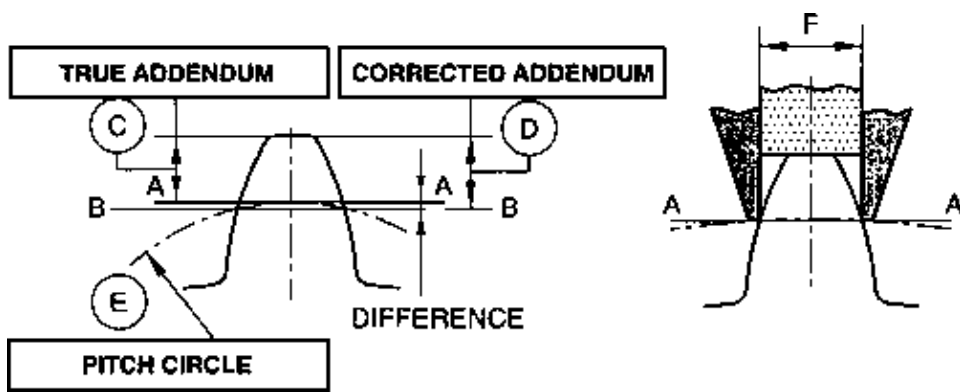 F
TRUE ADDENDUM
CORRECTED ADDENDUM
C
D
A
A
B
B
A
A
E
DIFFERENCE
PITCH CIRCLE